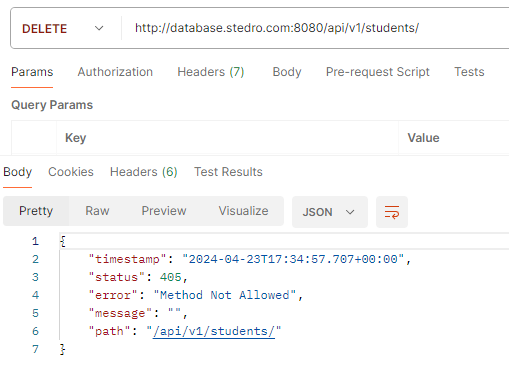 DELETE http://database.stedro.com:8080/api/v1/students/
Params Authorization Headers (7) Body Pre-request Script Tests
Query Params
Key Value
Body Cookies Headers (6) Test Results
Pretty Raw Preview Visualize JSON
1 {
2 "timestamp": "2024-04-23T17:34:57.707+00:00",
3 "status": 405,
4 "error": "Method Not Allowed",
5 "message": "",
6 "path": "/api/v1/students/"
7 }